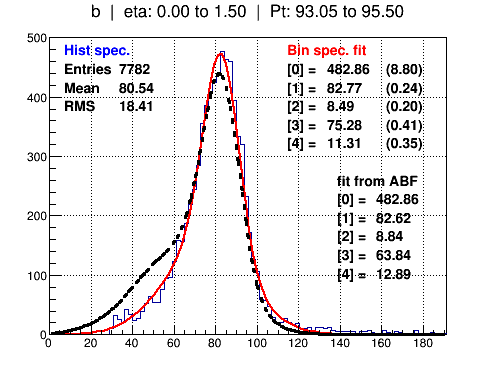 b | eta: 0.00 to 1.50 | Pt: 93.05 to 95.50
Hist spec.
Entries 7782
Mean 80.54
RMS 18.41
Bin spec. fit
[0] = 482.86 (8.80)
[1] = 82.77 (0.24)
[2] = 8.49 (0.20)
[3] = 75.28 (0.41)
[4] = 11.31 (0.35)
fit from ABF
[0] = 482.86
[1] = 82.62
[2] = 8.84
[3] = 63.84
[4] = 12.89
500
400
300
200
100
0
0 20 40 60 80 100 120 140 160 180